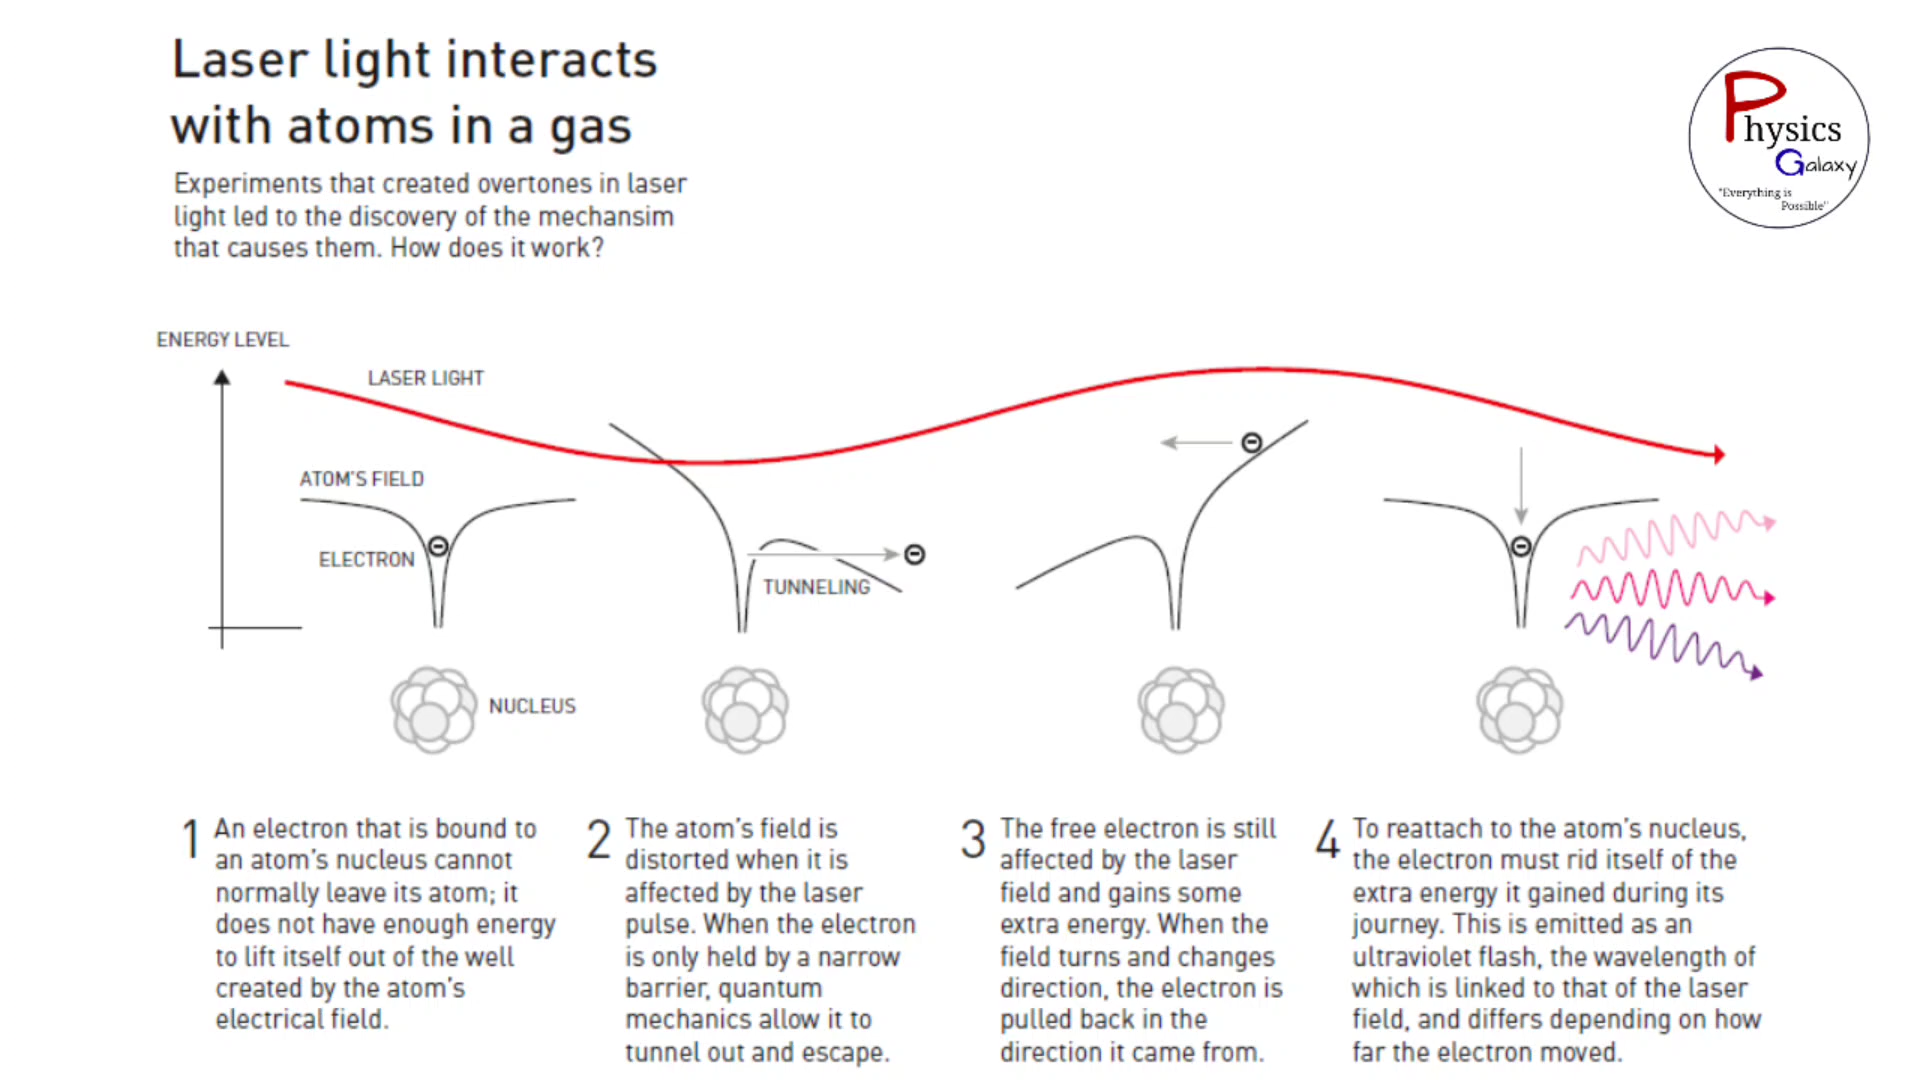 Laser light interacts
with atoms in a gas
Experiments that created overtones in laser
light led to the discovery of the mechansim
that causes them. How does it work?
Physics
Galaxy
"Everything is
Possible"
ENERGY LEVEL
LASER LIGHT
ATOM'S FIELD
ELECTRON
TUNNELING
NUCLEUS
1 An electron that is bound to
an atom's nucleus cannot
normally leave its atom; it
does not have enough energy
to lift itself out of the well
created by the atom's
electrical field.
2 The atom's field is
distorted when it is
affected by the laser
pulse. When the electron
is only held by a narrow
barrier, quantum
mechanics allow it to
tunnel out and escape.
3 The free electron is still
affected by the laser
field and gains some
extra energy. When the
field turns and changes
direction, the electron is
pulled back in the
direction it came from.
4 To reattach to the atom's nucleus,
the electron must rid itself of the
extra energy it gained during its
journey. This is emitted as an
ultraviolet flash, the wavelength of
which is linked to that of the laser
field, and differs depending on how
far the electron moved.